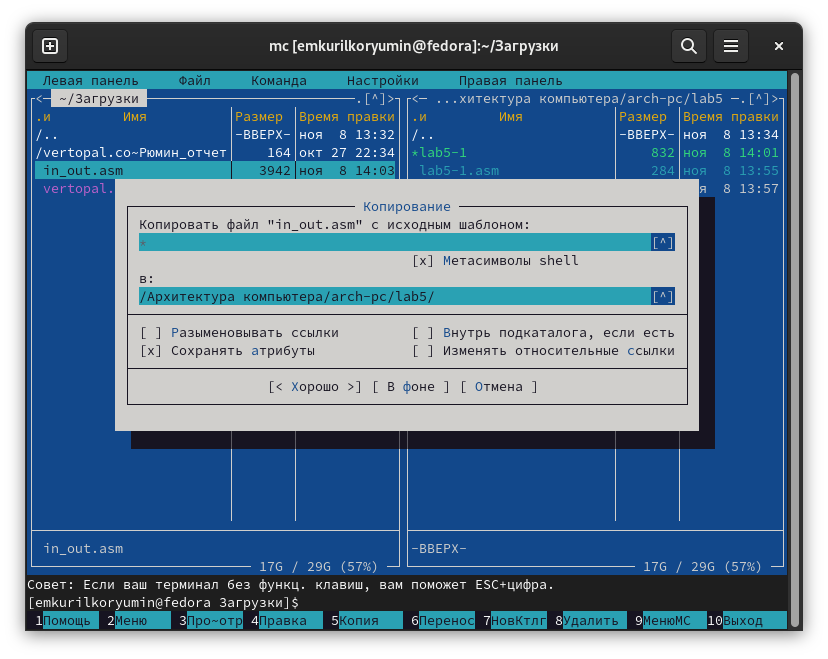 mc [emkurilkoryumin@fedora]:~/Загрузки
Левая панель Файл Команда Настройки Правая панель
<─ ~/Загрузки .[^]> <─ ...хитектура компьютера/arch-pc/lab5 ─.[^]>
.и Имя Размер Время правки .и Имя Размер Время правки
/.. -ВВЕРХ- ноя 8 13:32 /.. -ВВЕРХ- ноя 8 13:34
/vertopal.co~Рюмин_отчет 164 окт 27 22:34 *lab5-1 832 ноя 8 14:01
in_out.asm 3942 ноя 8 14:03 lab5-1.asm 284 ноя 8 13:55
vertopal. я 8 13:57
Копирование
Копировать файл "in_out.asm" с исходным шаблоном:
* [^]
[x] Метасимволы shell
в:
/Архитектура компьютера/arch-pc/lab5/ [^]
[ ] Разыменовывать ссылки [ ] Внутрь подкаталога, если есть
[x] Сохранять атрибуты [ ] Изменять относительные ссылки
[< Хорошо >] [ В фоне ] [ Отмена ]
in_out.asm -ВВЕРХ-
17G / 29G (57%) 17G / 29G (57%)
Совет: Если ваш терминал без функц. клавиш, вам поможет ESC+цифра.
[emkurilkoryumin@fedora Загрузки]$
1Помощь 2Меню 3Про~отр 4Правка 5Копия 6Перенос 7НовКтлг 8Удалить 9МенюMC 10Выход